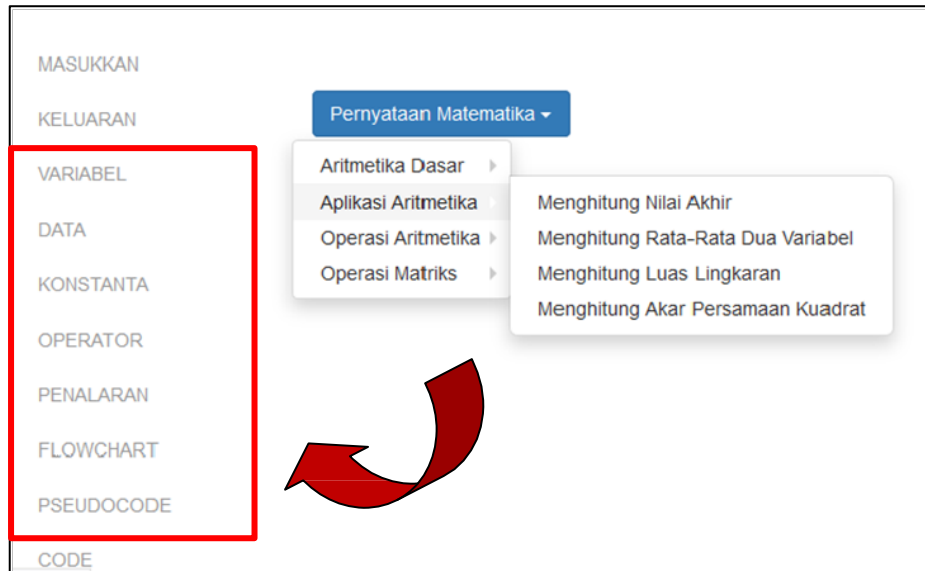 MASUKKAN
KELUARAN
VARIABEL
DATA
KONSTANTA
OPERATOR
PENALARAN
FLOWCHART
PSEUDOCODE
CODE
Pernyataan Matematika
Aritmetika Dasar
Aplikasi Aritmetika
Operasi Aritmetika
Operasi Matriks
Menghitung Nilai Akhir
Menghitung Rata-Rata Dua Variabel
Menghitung Luas Lingkaran
Menghitung Akar Persamaan Kuadrat